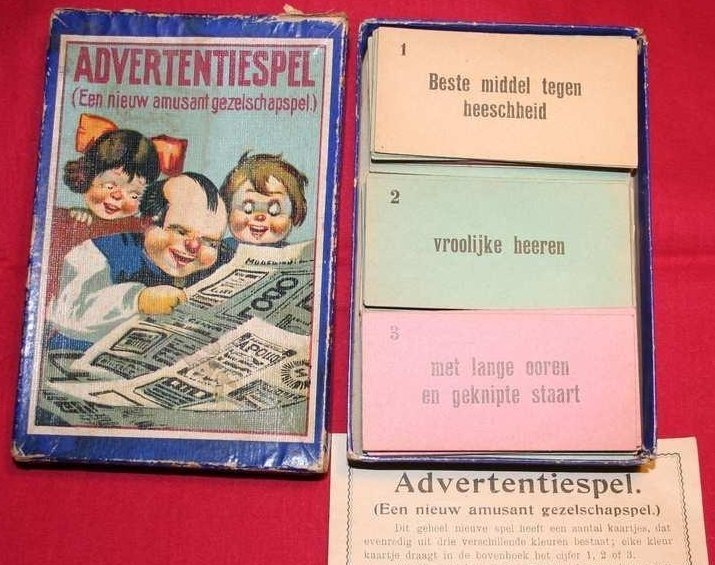 ADVERTENTIESPEL
(Een nieuw amusant gezelschapspel.)
1
Beste middel tegen
heeschheid
2
vroolijke heeren
3
met lange ooren
en geknipte staart
Advertentiespel.
(Een nieuw amusant gezelschapspel.)
Dit geheel nieuwe spel heeft een aantal kaartjes, dat
evenredig uit drie verschillende kleuren bestaat; elke kleur
kaartje draagt in de bovenhoek het cijfer 1, 2 of 3.